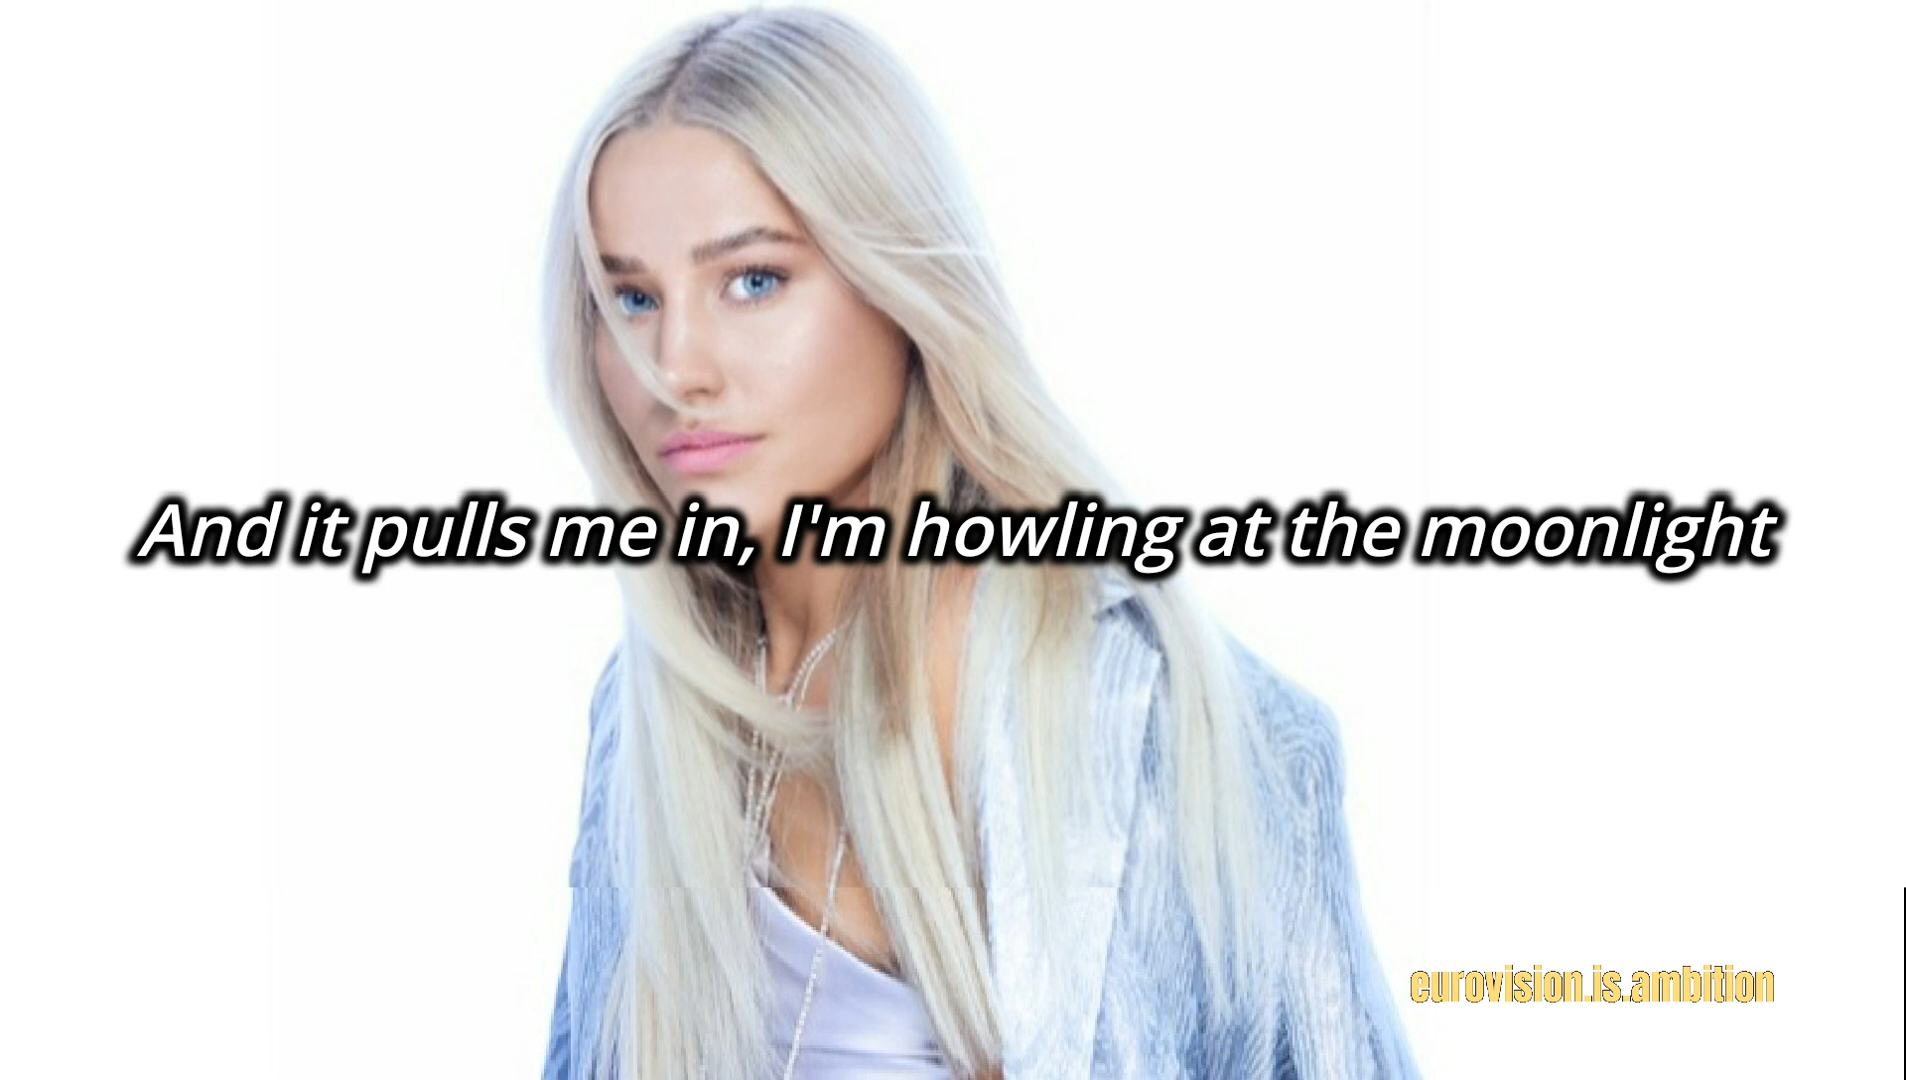 And it pulls me in, I'm howling at the moonlight
eurovision.is.ambition